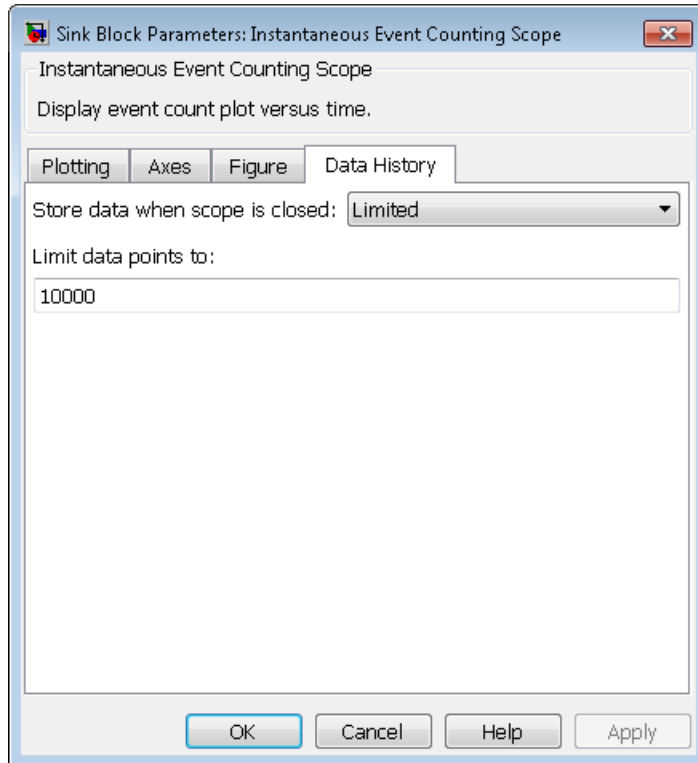 Sink Block Parameters: Instantaneous Event Counting Scope
Instantaneous Event Counting Scope
Display event count plot versus time.
Plotting Axes Figure Data History
Store data when scope is closed: Limited
Limit data points to:
10000
OK Cancel Help Apply